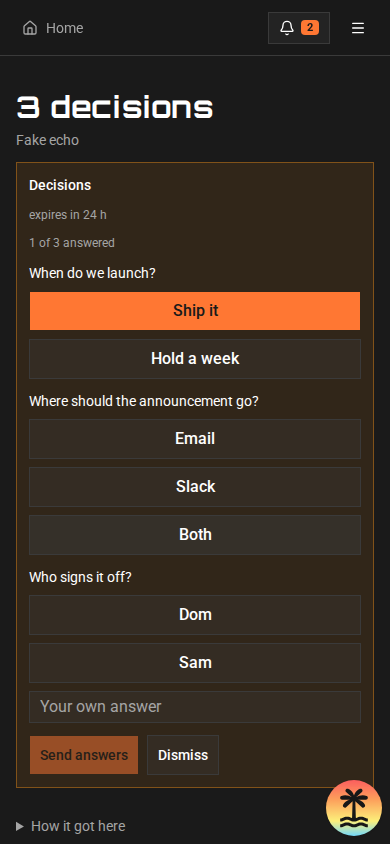 Home
2
3 decisions
Fake echo
Decisions
expires in 24 h
1 of 3 answered
When do we launch?
Ship it
Hold a week
Where should the announcement go?
Email
Slack
Both
Who signs it off?
Dom
Sam
Your own answer
Send answers
Dismiss
How it got here